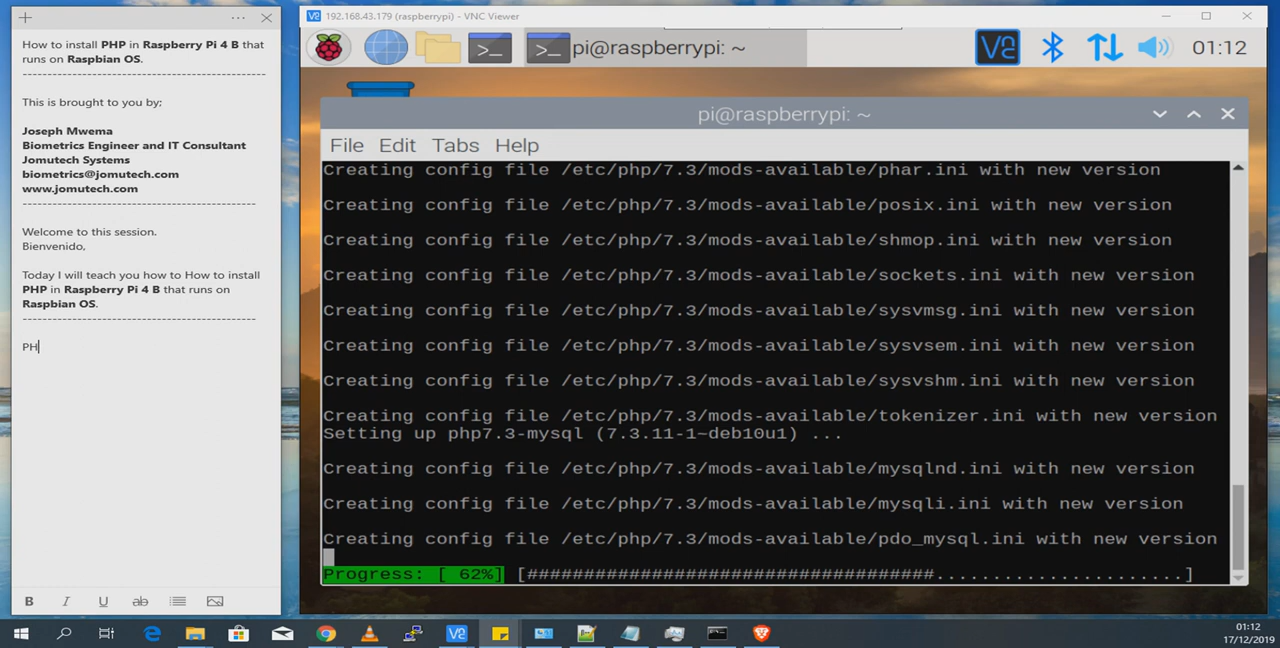 How to install PHP in Raspberry Pi 4 B that
runs on Raspbian OS.
------------------------------------------------
This is brought to you by;
Joseph Mwema
Biometrics Engineer and IT Consultant
Jomutech Systems
biometrics@jomutech.com
www.jomutech.com
----------------------------------------------
Welcome to this session.
Bienvenido,
Today I will teach you how to How to install
PHP in Raspberry Pi 4 B that runs on
Raspbian OS.
----------------------------------------------
PH
B I U ab
192.168.43.179 (raspberrypi) - VNC Viewer
pi@raspberrypi: ~
01:12
pi@raspberrypi: ~
File Edit Tabs Help
Creating config file /etc/php/7.3/mods-available/phar.ini with new version
Creating config file /etc/php/7.3/mods-available/posix.ini with new version
Creating config file /etc/php/7.3/mods-available/shmop.ini with new version
Creating config file /etc/php/7.3/mods-available/sockets.ini with new version
Creating config file /etc/php/7.3/mods-available/sysvmsg.ini with new version
Creating config file /etc/php/7.3/mods-available/sysvsem.ini with new version
Creating config file /etc/php/7.3/mods-available/sysvshm.ini with new version
Creating config file /etc/php/7.3/mods-available/tokenizer.ini with new version
Setting up php7.3-mysql (7.3.11-1~deb10u1) ...
Creating config file /etc/php/7.3/mods-available/mysqlnd.ini with new version
Creating config file /etc/php/7.3/mods-available/mysqli.ini with new version
Creating config file /etc/php/7.3/mods-available/pdo_mysql.ini with new version
Progress: [ 62%] [####################################......................]
01:12
17/12/2019